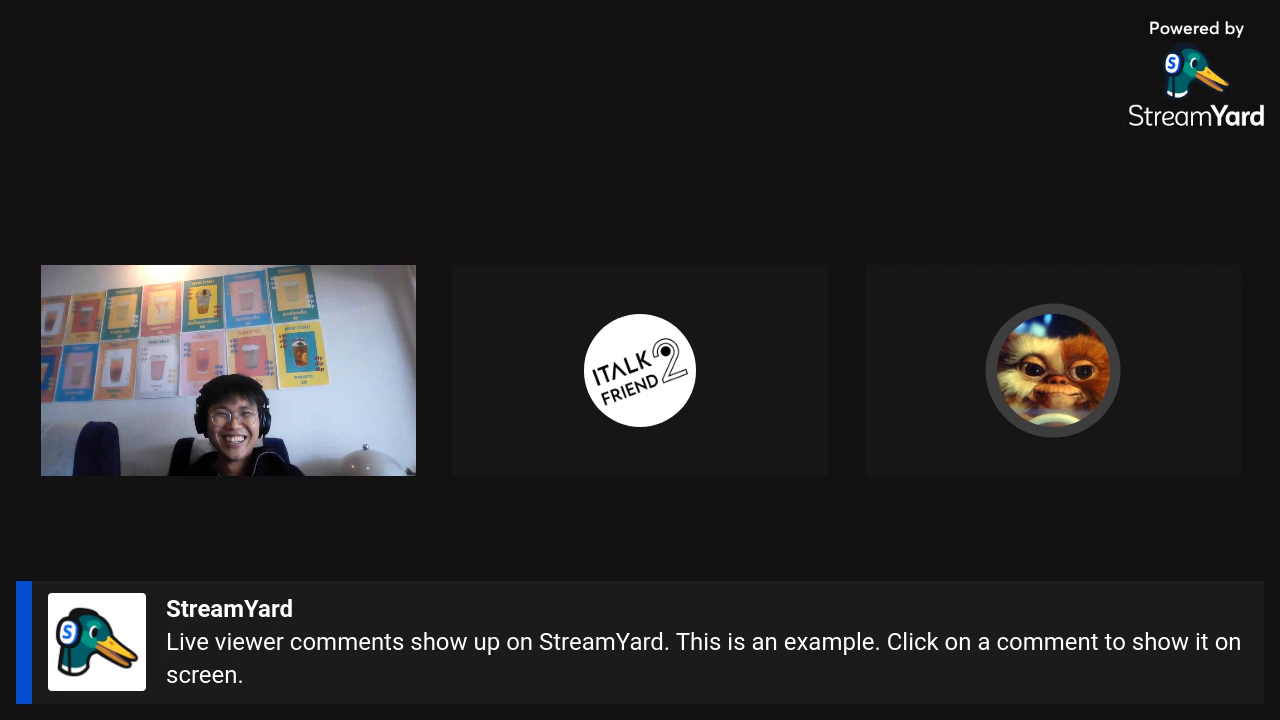 Powered by
StreamYard
ITALK
2
FRIEND
StreamYard
Live viewer comments show up on StreamYard. This is an example. Click on a comment to show it on
screen.